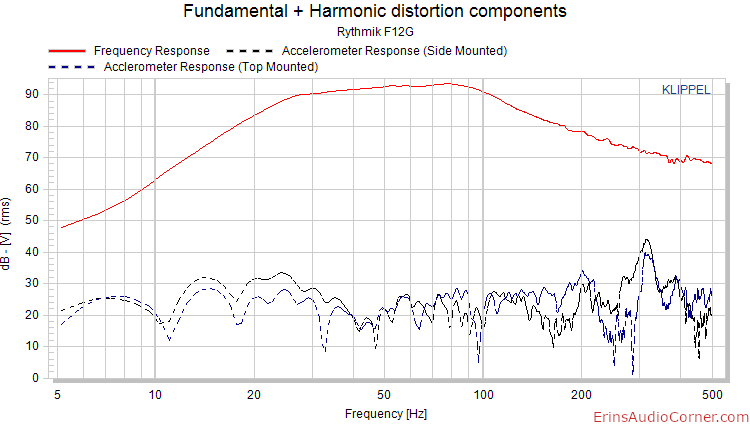 Fundamental + Harmonic distortion components
Rythmik F12G
Frequency Response
Accelerometer Response (Side Mounted)
Acclerometer Response (Top Mounted)
KLIPPEL
90
80
70
60
50
40
30
20
10
0
dB - [V] (rms)
5 10 20 50 100 200 500
Frequency [Hz]
ErinsAudioCorner.com